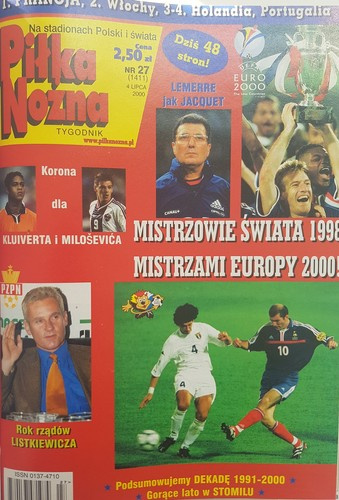 1. FRANCJA, 2. WŁOCHY, 3-4. HOLANDIA, PORTUGALIA
Na stadionach Polski i świata
Piłka
Nożna
TYGODNIK
www.pilkanozna.pl
Cena
2,50 zł
NR 27
(1411)
4 LIPCA
2000
Dziś 48
stron!
EURO
2000
LEMERRE
jak JACQUET
Korona
dla
KLUIVERTA i MILOŠEVIĆA
9
MISTRZOWIE ŚWIATA 1998
MISTRZAMI EUROPY 2000!
PZPN
Rok rządów
LISTKIEWICZA
4
10
ISSN 0137-4710
Podsumowujemy DEKADĘ 1991-2000
Gorące lato w STOMILU